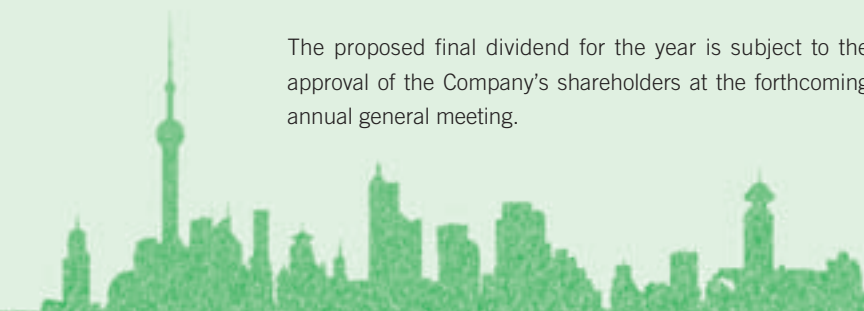 The proposed final dividend for the year is subject to the
approval of the Company’s shareholders at the forthcoming
annual general meeting.